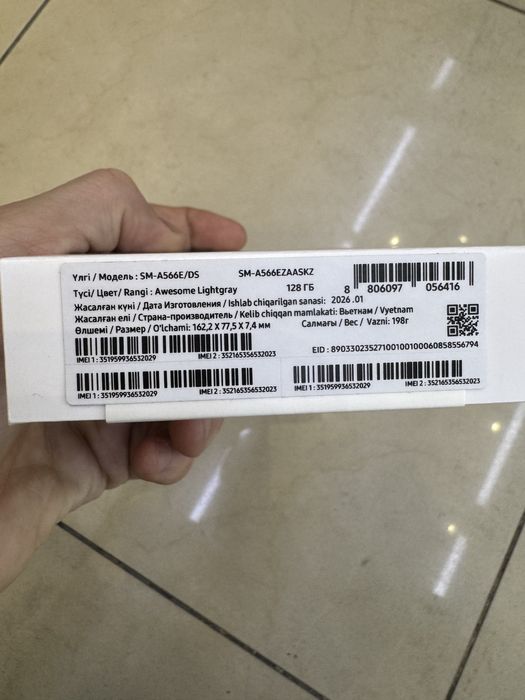 Үлгі / Модель : SM-A566E/DS SM-A566EZAASKZ
Түсі/ Цвет/ Rangi : Awesome Lightgray 128 ГБ
8 806097 056416
Жасалған күні / Дата Изготовления / Ishlab chiqarilgan sanasi: 2026 .01
Жасалған елі / Страна-производитель / Kelib chiqqan mamlakati: Вьетнам / Vyetnam
Өлшемі / Размер / O'lchami: 162,2 X 77,5 X 7,4 мм Салмағы / Вес / Vazni: 198г
IMEI 1 : 351959936532029 IMEI 2 : 352165356532023
EID : 89033023527100100100060858556794
IMEI 1 : 351959936532029 IMEI 2 : 352165356532023
IMEI 1 : 351959936532029 IMEI 2 : 352165356532023